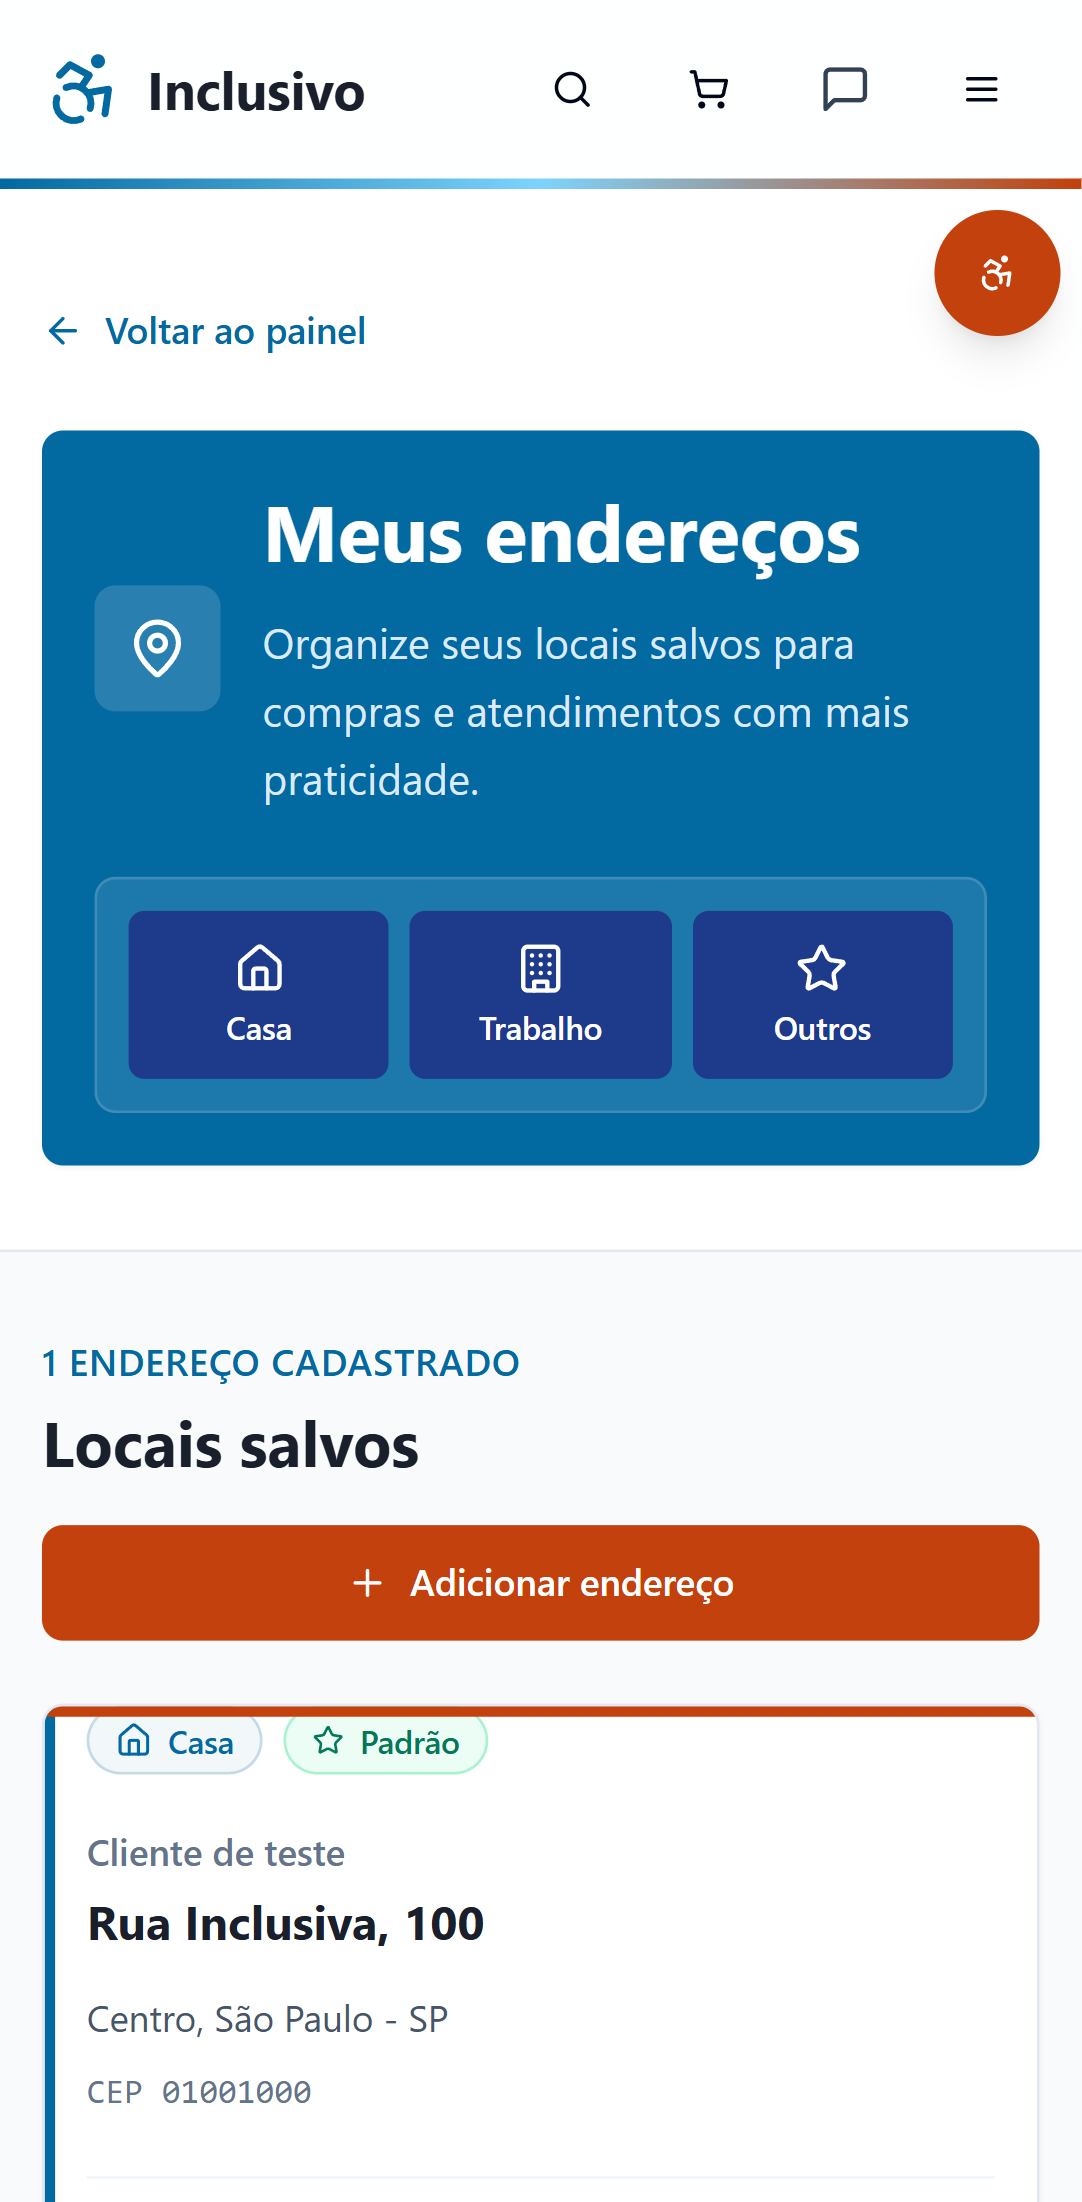 Inclusivo
Voltar ao painel
Meus endereços
Organize seus locais salvos para
compras e atendimentos com mais
praticidade.
Casa
Trabalho
Outros
1 ENDEREÇO CADASTRADO
Locais salvos
Adicionar endereço
Casa
Padrão
Cliente de teste
Rua Inclusiva, 100
Centro, São Paulo - SP
CEP 01001000